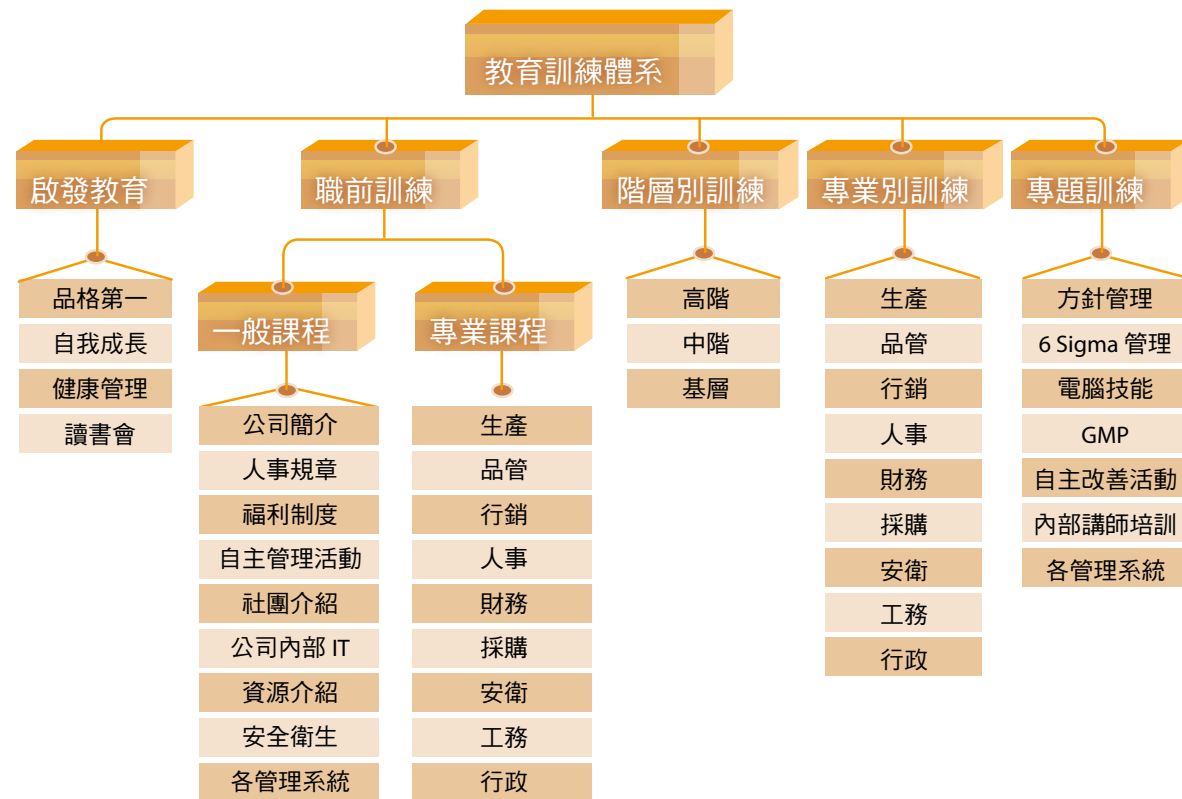 教育訓練體系
啟發教育
品格第一
自我成長
健康管理
讀書會
職前訓練
一般課程
公司簡介
人事規章
福利制度
自主管理活動
社團介紹
公司內部 IT
資源介紹
安全衛生
各管理系統
專業課程
生產
品管
行銷
人事
財務
採購
安衛
工務
行政
階層別訓練
高階
中階
基層
專業別訓練
生產
品管
行銷
人事
財務
採購
安衛
工務
行政
專題訓練
方針管理
6 Sigma 管理
電腦技能
GMP
自主改善活動
內部講師培訓
各管理系統